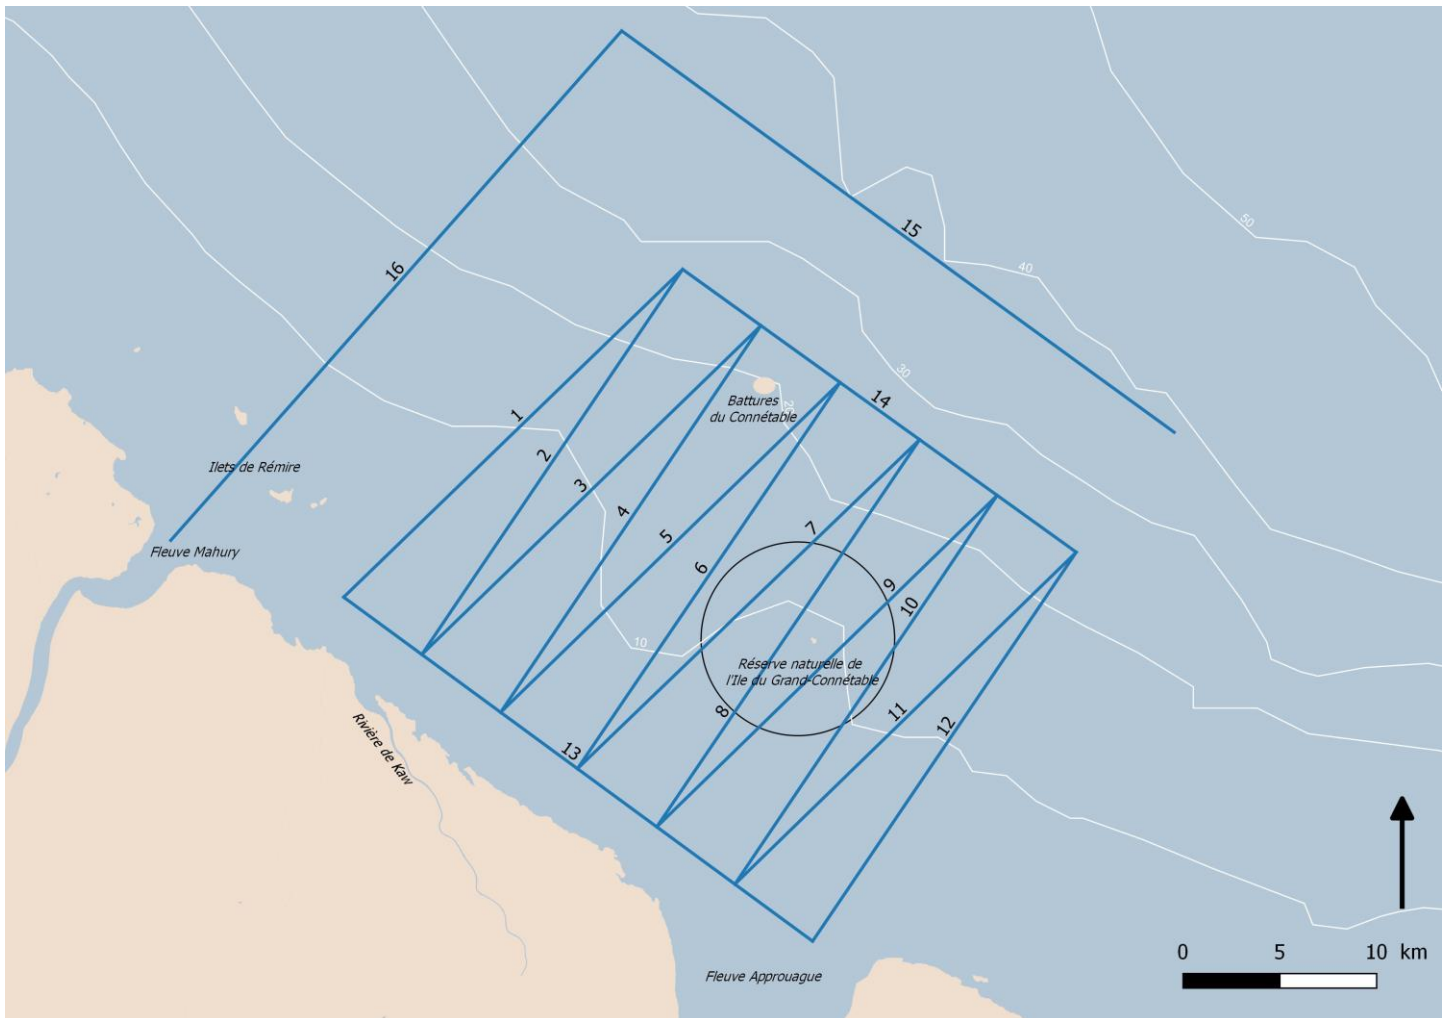 50
15
40
16
30
14
Battures
du Connétable
20
1
2
3
4
5
6
7
Ilets de Rémire
Fleuve Mahury
9
10
10
Réserve naturelle de
l'Ile du Grand-Connétable
8
11
12
13
Rivière de Kaw
Fleuve Approuague
0 5 10 km